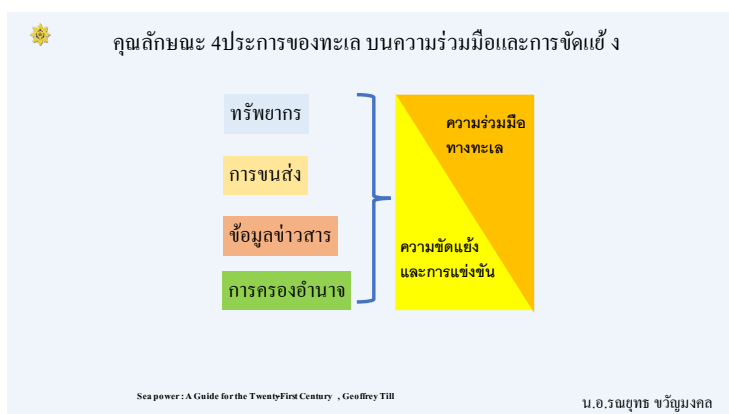 คุณลักษณะ 4ประการของทะเล บนความร่วมมือและการขัดแย้ ง
ทรัพยากร
การขนส่ง
ข้อมูลข่าวสาร
การครองอำนาจ
ความร่วมมือ
ทางทะเล
ความขัดแย้ง
และการแข่งขัน
Sea power : A Guide for the Twenty First Century , Geoffrey Till
น.อ.รณยุทธ ขวัญมงคล